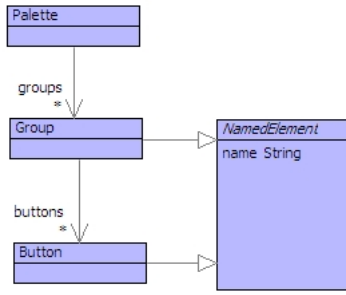 Palette
groups
*
Group
NamedElement
name String
buttons
*
Button